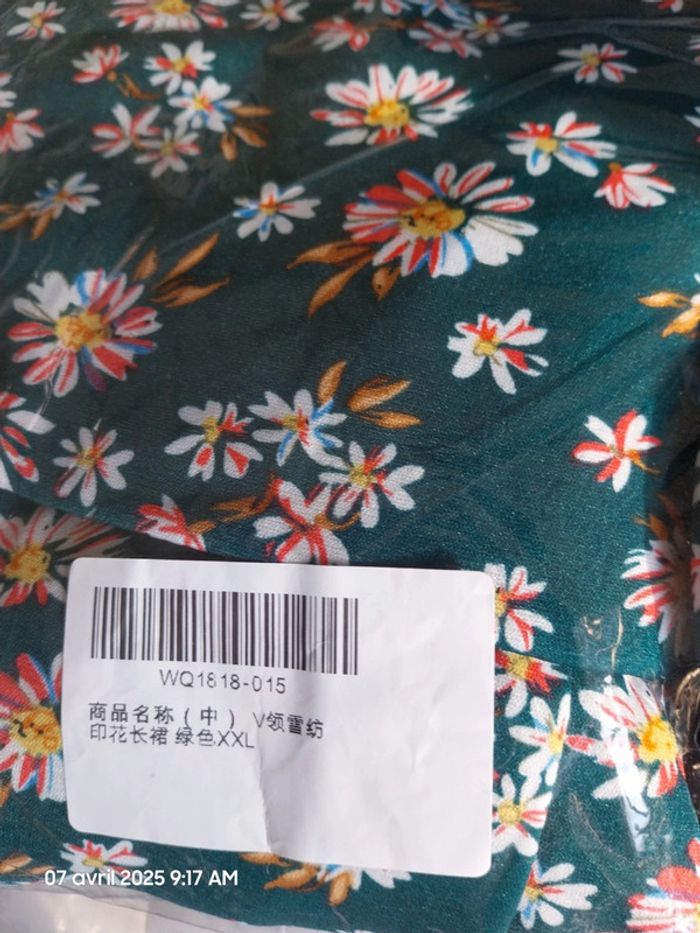 WQ1818-015
商品名称（中） V领雪纺
印花长裙 绿色XXL
07 avril 2025 9:17 AM